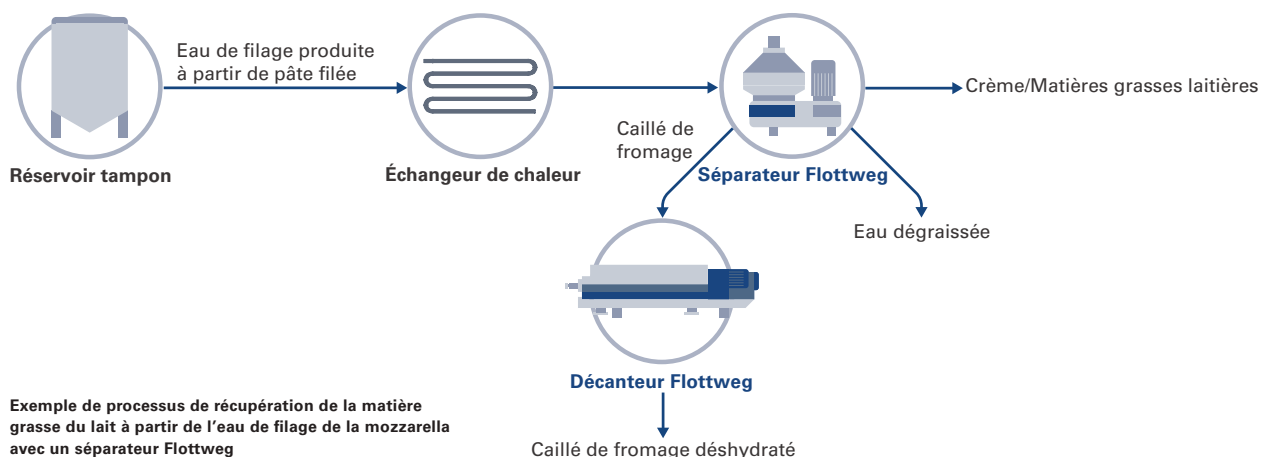 Eau de filage produite
à partir de pâte filée
Crème/Matières grasses laitières
Caillé de
fromage
Réservoir tampon
Échangeur de chaleur
Séparateur Flottweg
Eau dégraissée
Décanteur Flottweg
Exemple de processus de récupération de la matière
grasse du lait à partir de l’eau de filage de la mozzarella
avec un séparateur Flottweg
Caillé de fromage déshydraté